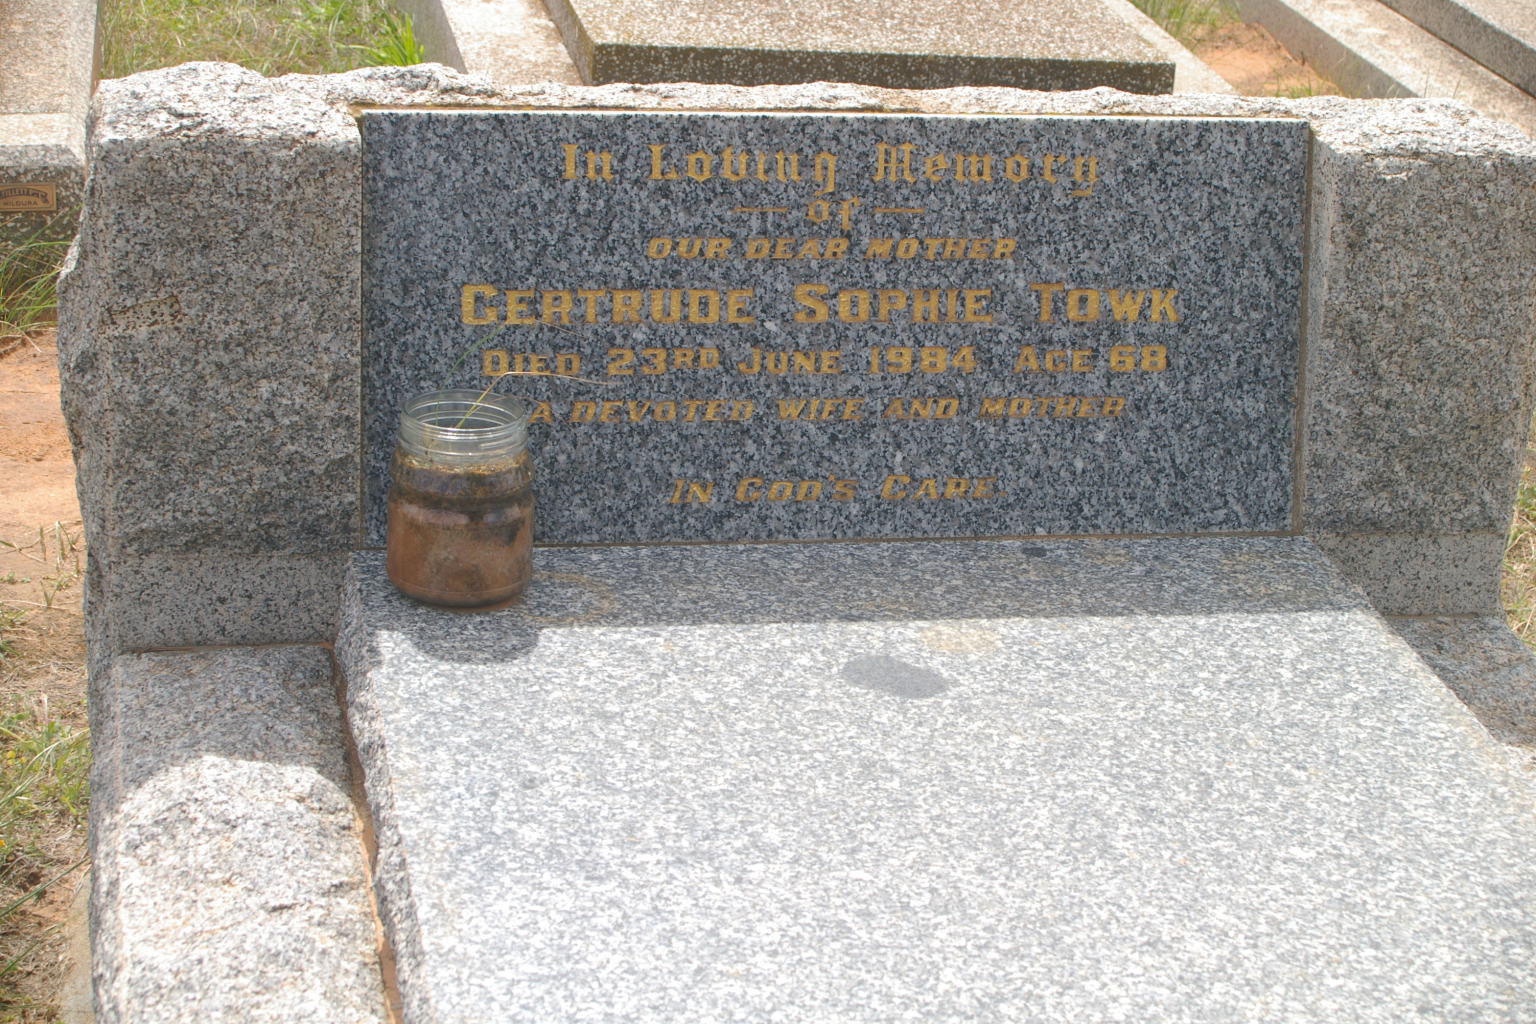 In Loving Memory
— of —
OUR DEAR MOTHER
GERTRUDE SOPHIE TOWK
DIED 23RD JUNE 1984 AGE 68
A DEVOTED WIFE AND MOTHER
IN GOD'S CARE.
MILDURA